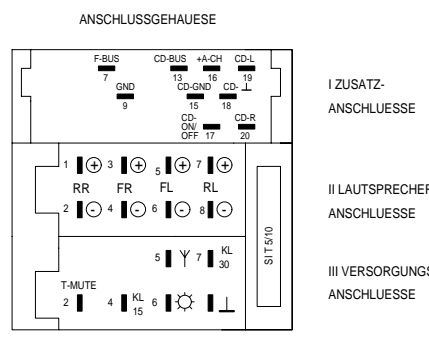 ANSCHLUSSGEHAUESE
F-BUS CD-BUS +A-CH CD-L
7 13 16 19
GND CD-GND CD-
9 15 18
CD-
ON/
OFF 17
CD-R
20
I ZUSATZ-
ANSCHLUESSE
1 + 3 + 5 + 7 +
RR FR FL RL
2 - 4 - 6 - 8 -
II LAUTSPRECHER
ANSCHLUESSE
SIT 5/10
5 7 KL
30
T-MUTE
2 4 KL
15
6
III VERSORGUNGS
ANSCHLUESSE